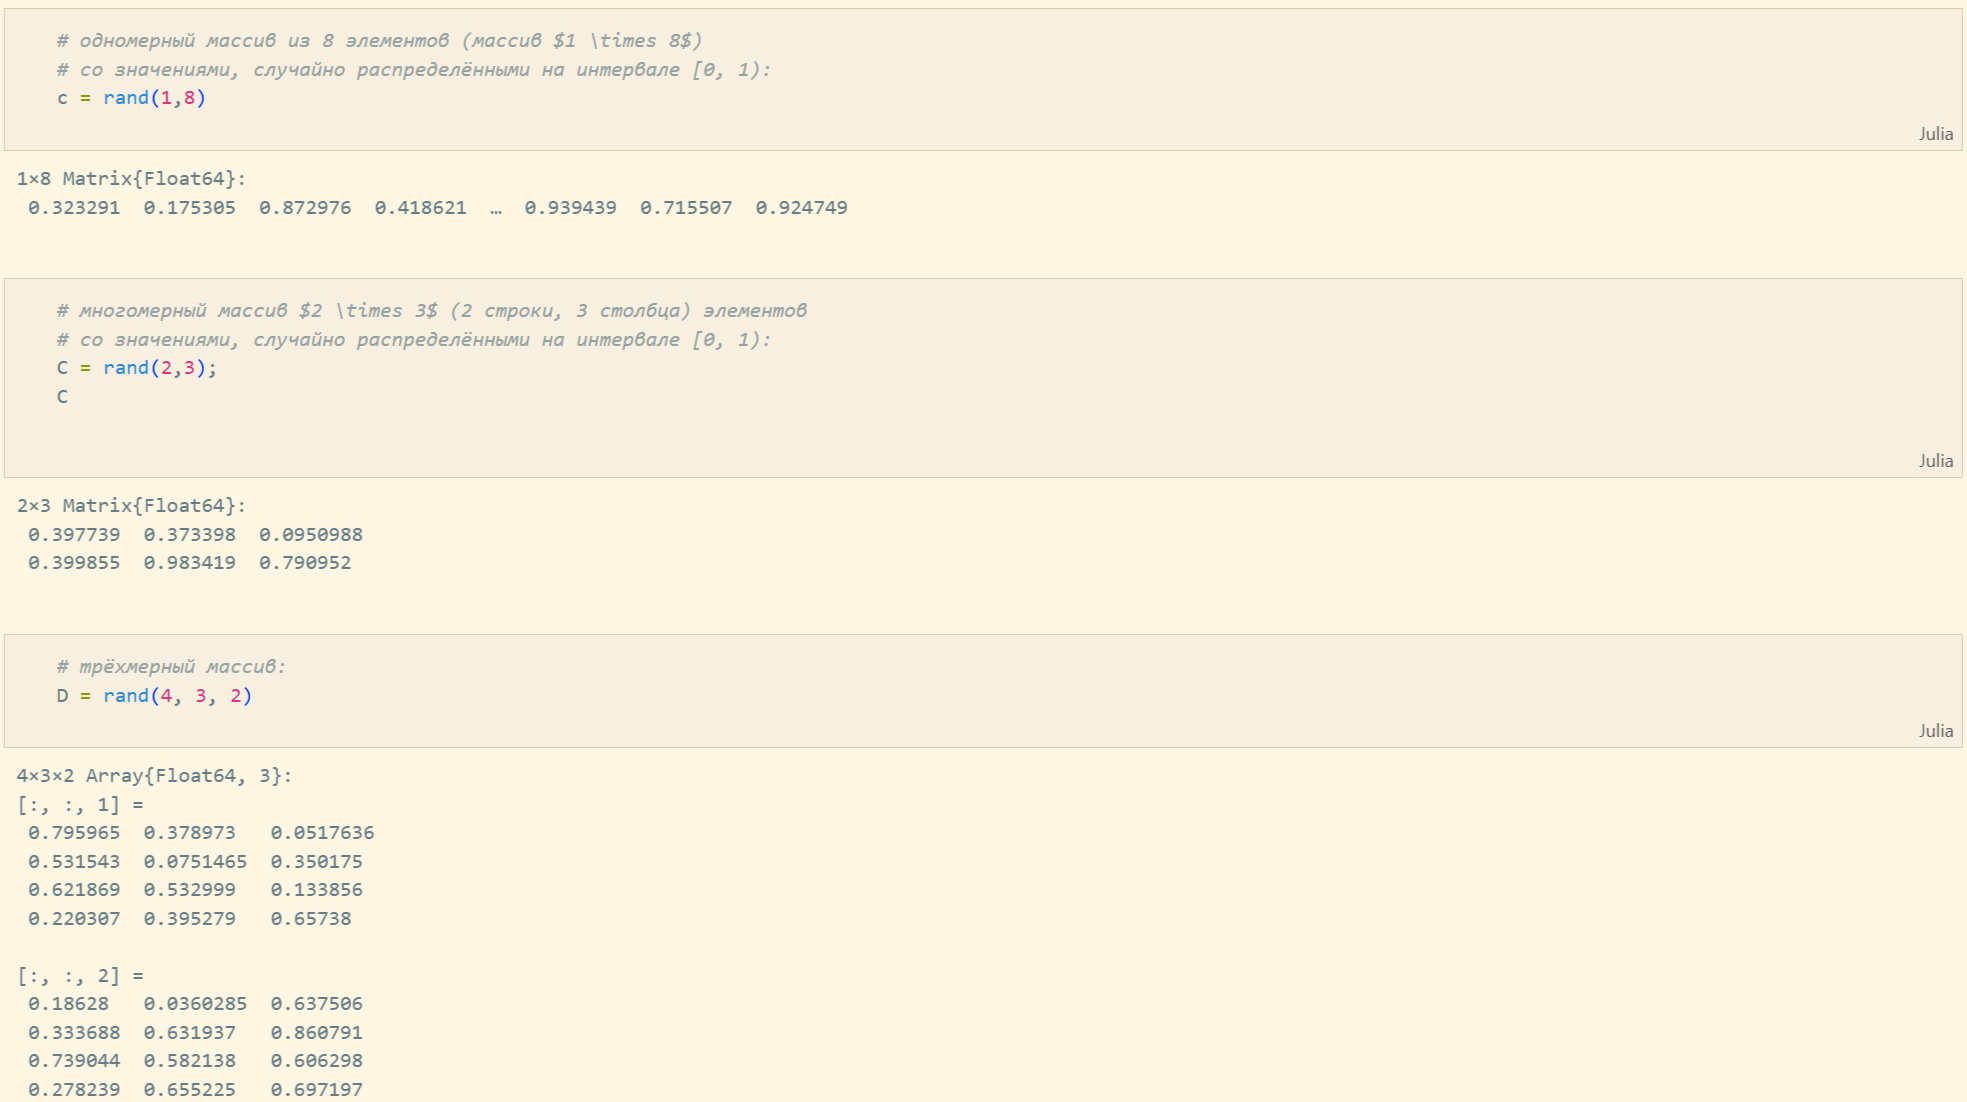 # одномерный массив из 8 элементов (массив $1 \times 8$)
# со значениями, случайно распределёнными на интервале [0, 1):
c = rand(1,8)
Julia
1×8 Matrix{Float64}:
 0.323291  0.175305  0.872976  0.418621  …  0.939439  0.715507  0.924749
# многомерный массив $2 \times 3$ (2 строки, 3 столбца) элементов
# со значениями, случайно распределёнными на интервале [0, 1):
C = rand(2,3);
C
Julia
2×3 Matrix{Float64}:
 0.397739  0.373398  0.0950988
 0.399855  0.983419  0.790952
# трёхмерный массив:
D = rand(4, 3, 2)
Julia
4×3×2 Array{Float64, 3}:
[:, :, 1] =
 0.795965  0.378973   0.0517636
 0.531543  0.0751465  0.350175
 0.621869  0.532999   0.133856
 0.220307  0.395279   0.65738
[:, :, 2] =
 0.18628   0.0360285  0.637506
 0.333688  0.631937   0.860791
 0.739044  0.582138   0.606298
 0.278239  0.655225   0.697197